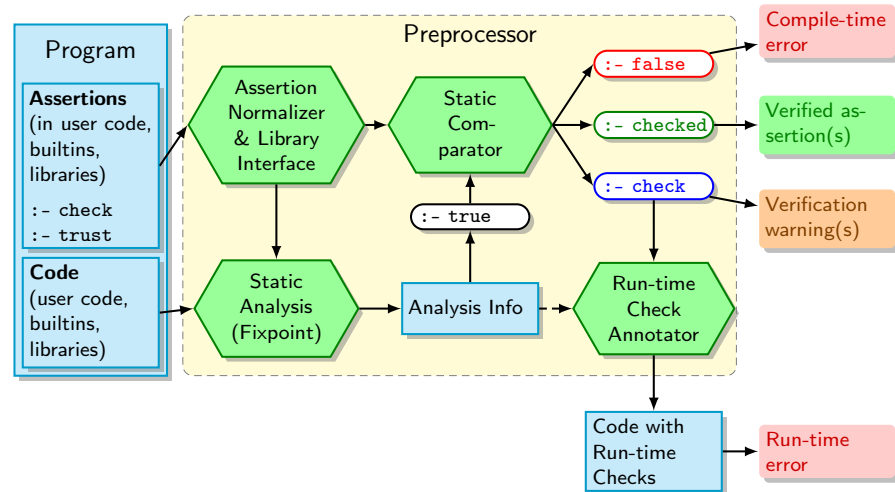 Program
Assertions
(in user code,
builtins,
libraries)
:- check
:- trust
Code
(user code,
builtins,
libraries)
Preprocessor
Assertion
Normalizer
& Library
Interface
Static
Com-
parator
:- false
:- checked
:- check
:- true
Static
Analysis
(Fixpoint)
Analysis Info
Run-time
Check
Annotator
Compile-time
error
Verified as-
sertion(s)
Verification
warning(s)
Code with
Run-time
Checks
Run-time
error